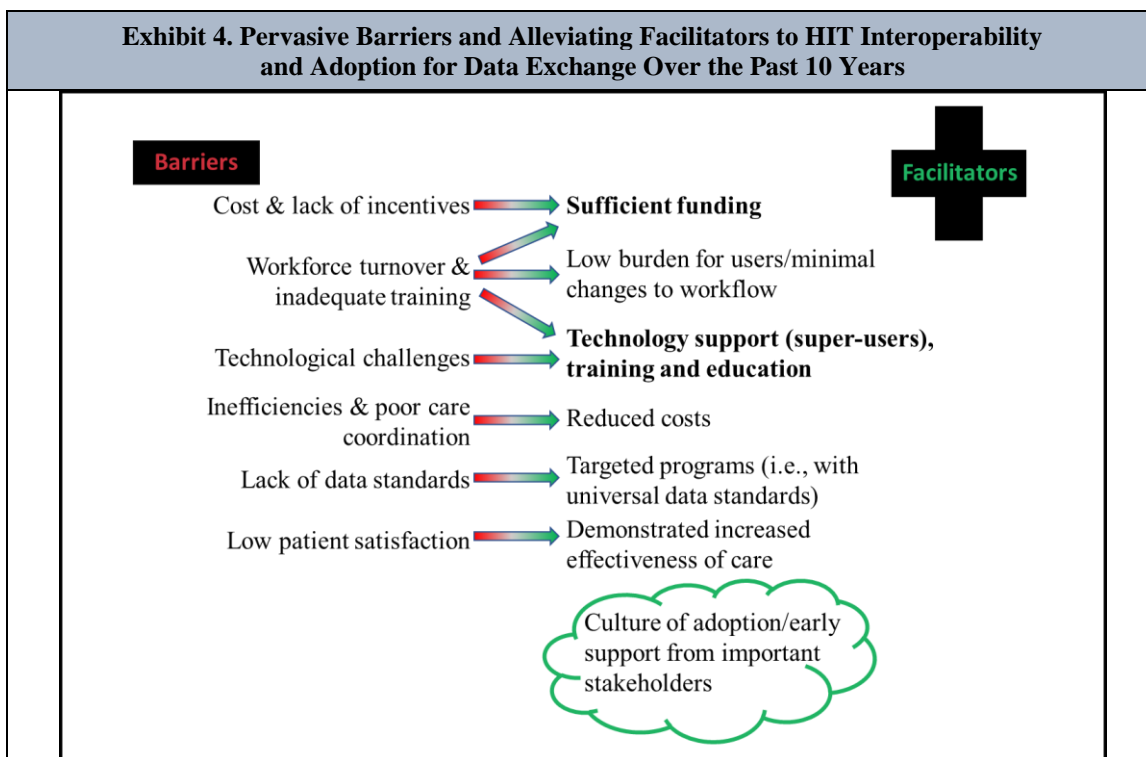 Exhibit 4. Pervasive Barriers and Alleviating Facilitators to HIT Interoperability
and Adoption for Data Exchange Over the Past 10 Years
Barriers
Facilitators
Cost & lack of incentives
Sufficient funding
Workforce turnover &
inadequate training
Low burden for users/minimal
changes to workflow
Technological challenges
Technology support (super-users),
training and education
Inefficiencies & poor care
coordination
Reduced costs
Lack of data standards
Targeted programs (i.e., with
universal data standards)
Low patient satisfaction
Demonstrated increased
effectiveness of care
Culture of adoption/early
support from important
stakeholders